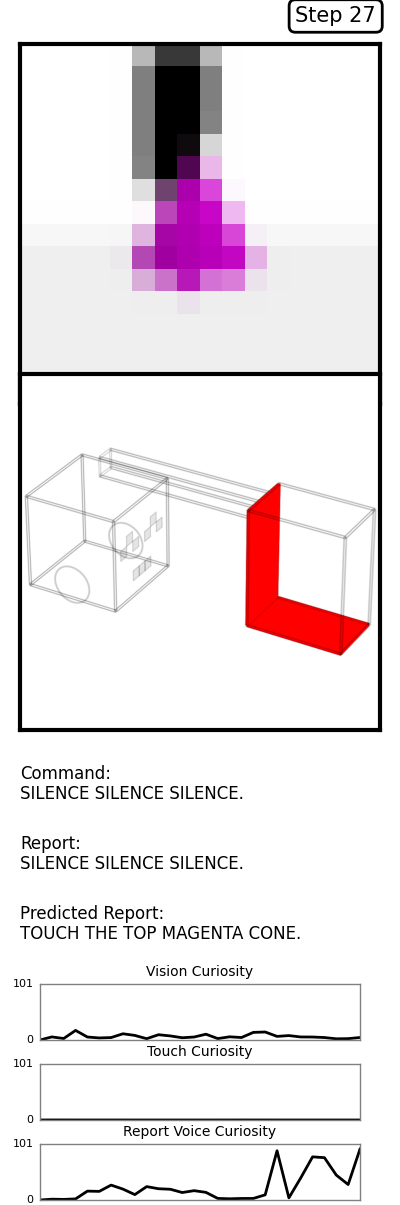 Step 27
Command:
SILENCE SILENCE SILENCE.
Report:
SILENCE SILENCE SILENCE.
Predicted Report:
TOUCH THE TOP MAGENTA CONE.
Vision Curiosity
101
0
Touch Curiosity
101
0
Report Voice Curiosity
101
0